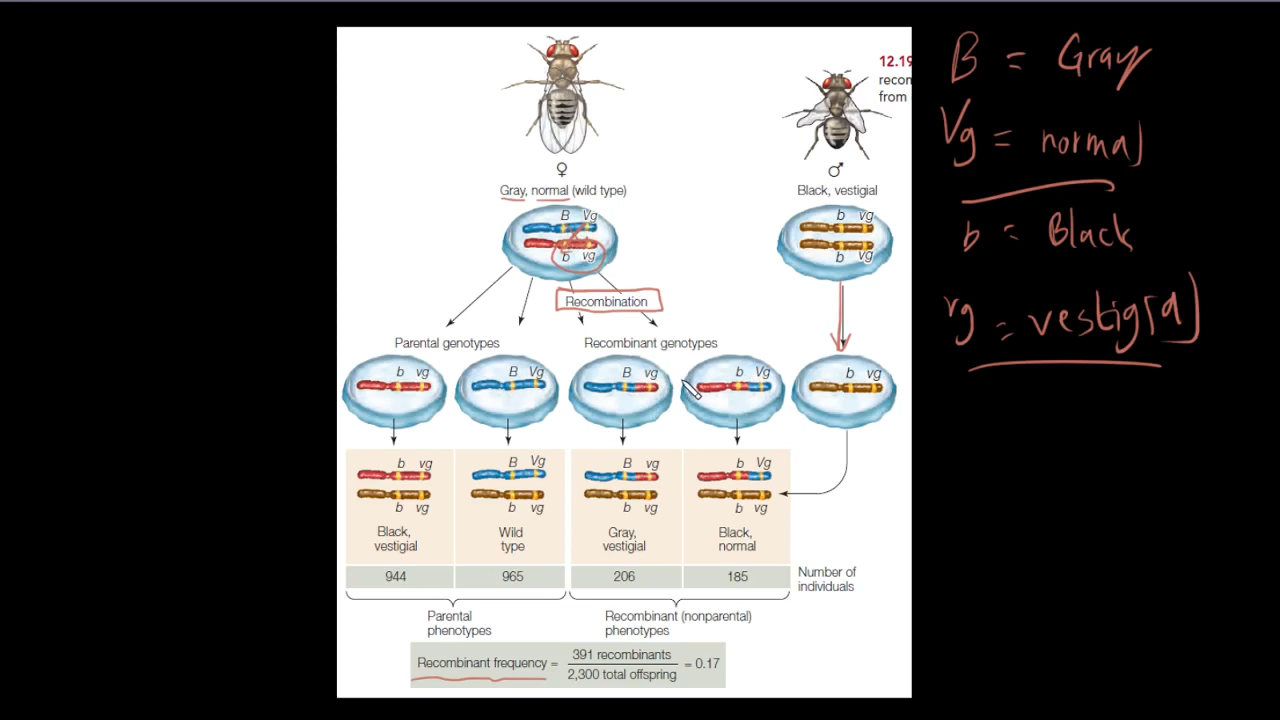 12.19
recom
from
♀
♂
Gray, normal (wild type)
Black, vestigial
B Vg
b vg
b vg
b vg
Recombination
Parental genotypes
Recombinant genotypes
b vg
B Vg
B vg
b Vg
b vg
b vg
B Vg
B vg
b Vg
b vg
b vg
b vg
b vg
Black,
vestigial
Wild
type
Gray,
vestigial
Black,
normal
944
965
206
185
Number of
individuals
Parental
phenotypes
Recombinant (nonparental)
phenotypes
Recombinant frequency = 391 recombinants
2,300 total offspring
= 0.17
B = Gray
Vg = normal
b = Black
vg = vestigial